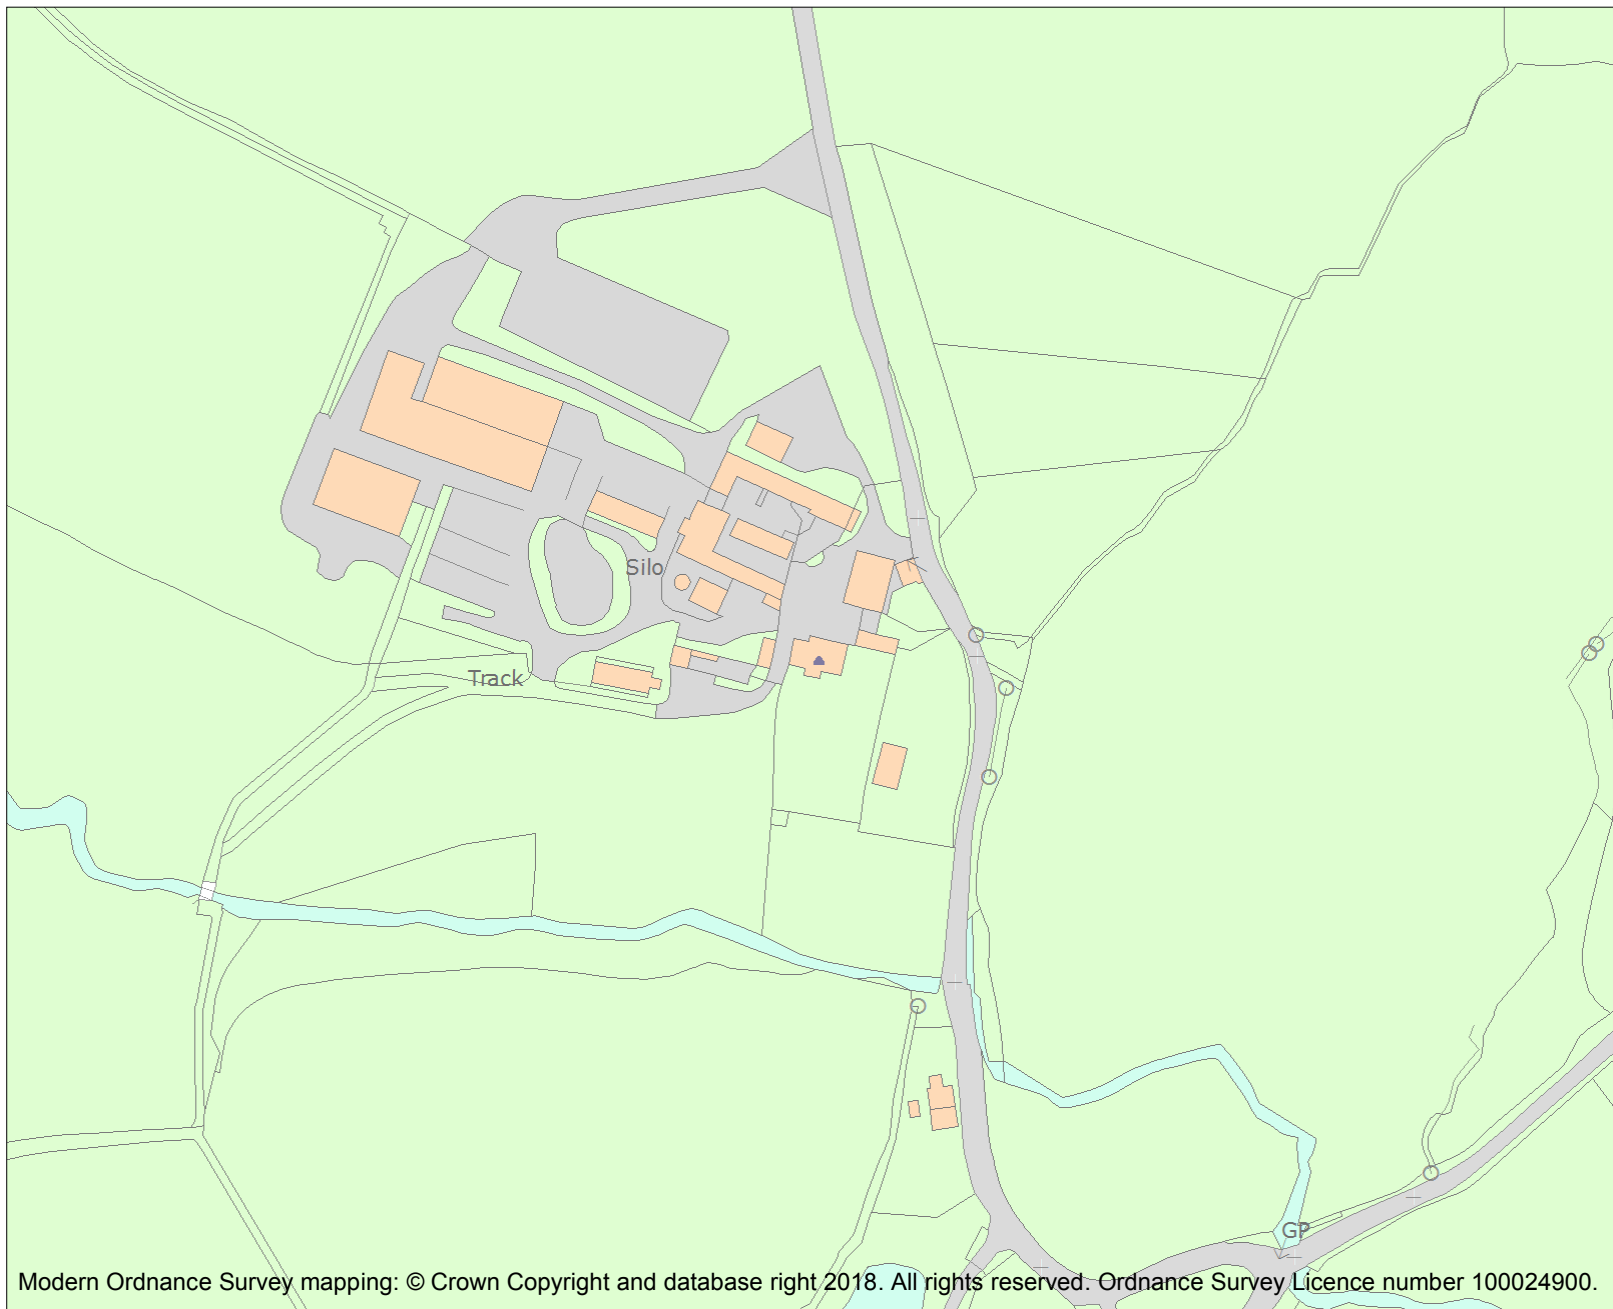 Silo
Track
GP
Modern Ordnance Survey mapping: © Crown Copyright and database right 2018. All rights reserved. Ordnance Survey Licence number 100024900.